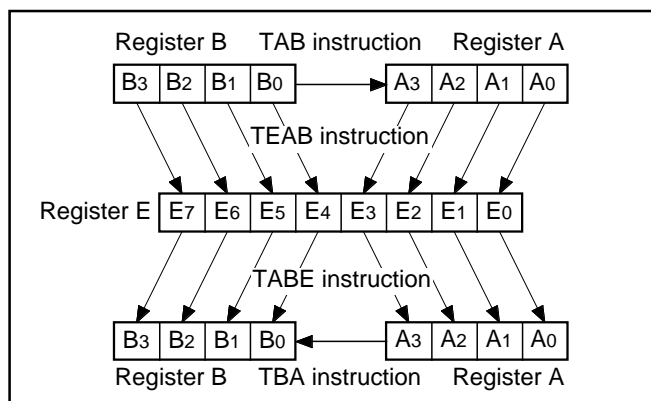 Register B TAB instruction Register A
B3 B2 B1 B0 A3 A2 A1 A0
TEAB instruction
Register E E7 E6 E5 E4 E3 E2 E1 E0
TABE instruction
B3 B2 B1 B0 A3 A2 A1 A0
Register B TBA instruction Register A